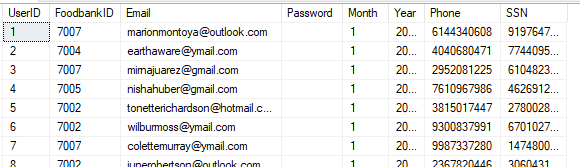 UserID FoodbankID Email Password Month Year Phone SSN
1 7007 marionmontoya@outlook.com 1 20... 6144340608 9197647...
2 7004 earthaware@ymail.com 1 20... 4040680471 7744095...
3 7007 mimajuarez@gmail.com 1 20... 2952081225 6104823...
4 7005 nishahuber@gmail.com 1 20... 7610967986 4626912...
5 7002 tonetterichardson@hotmail.c... 1 20... 3815017447 2780028...
6 7002 wilburmoss@ymail.com 1 20... 9300837991 6701027...
7 7007 colettemurray@ymail.com 1 20... 9987337280 1474800...
8 7002 junerobertson@outlook.com 1 20... 2367820446 3060431...